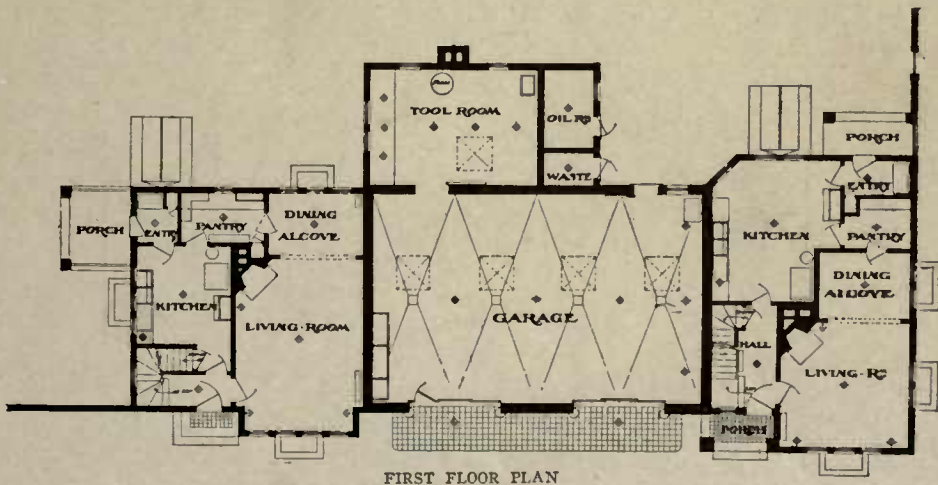 TOOL ROOM
OIL RM
WASTE
PORCH
ENTRY
PANTRY
DINING
ALCOVE
KITCHEN
LIVING-ROOM
GARAGE
PORCH
ENTRY
KITCHEN
PANTRY
DINING
ALCOVE
HALL
LIVING-RM
PORCH
FIRST FLOOR PLAN